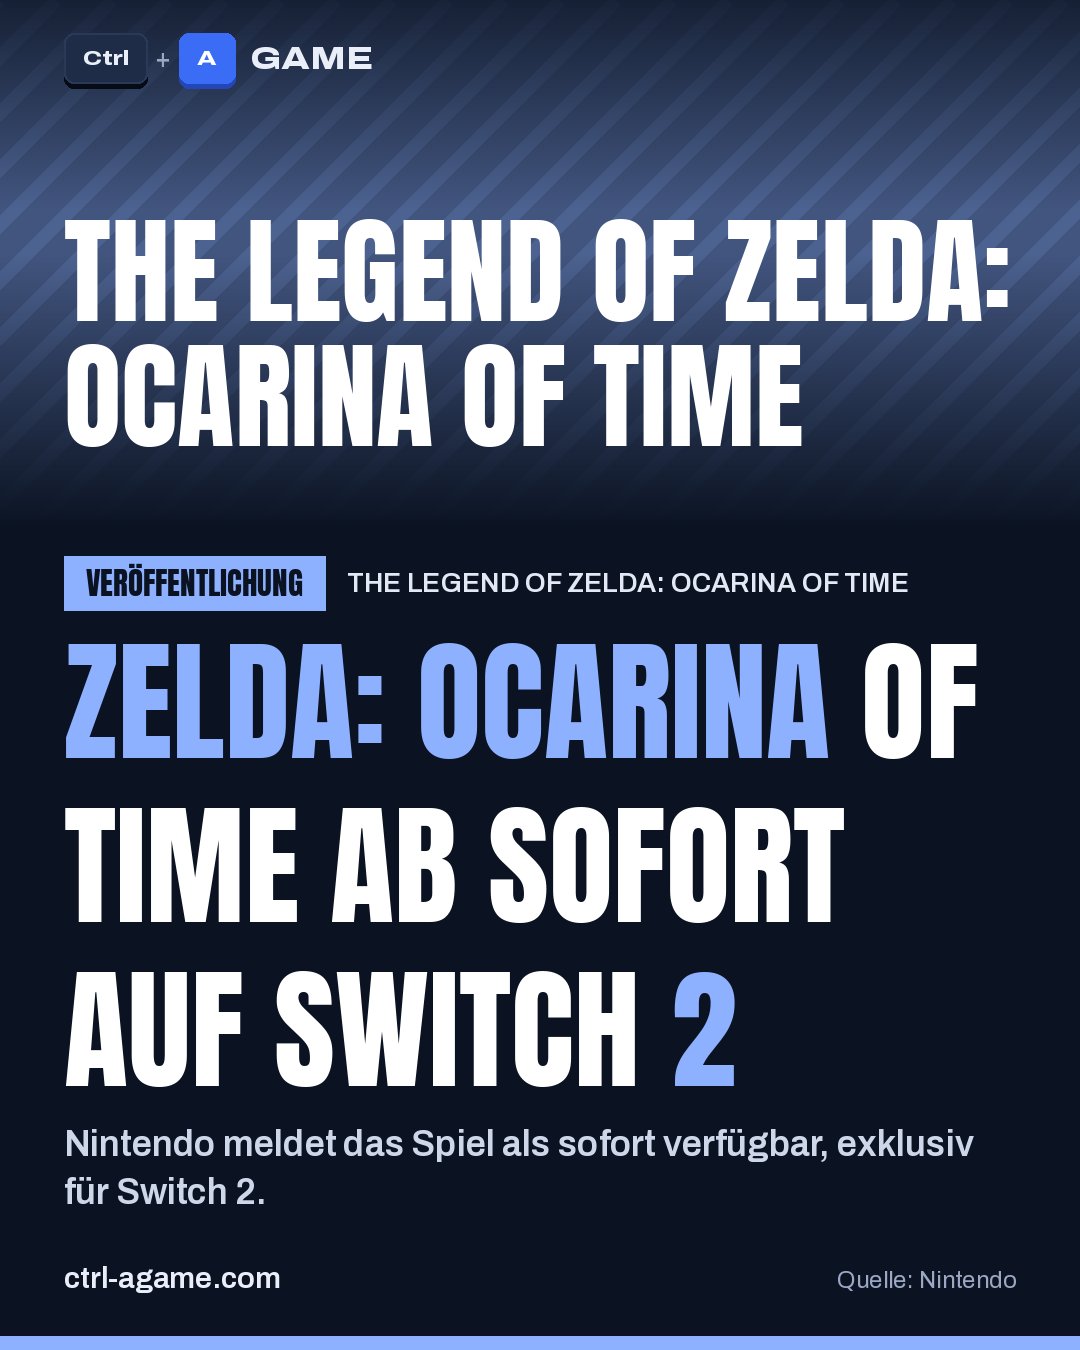 Ctrl + A GAME
THE LEGEND OF ZELDA:
OCARINA OF TIME
VERÖFFENTLICHUNG THE LEGEND OF ZELDA: OCARINA OF TIME
ZELDA: OCARINA OF
TIME AB SOFORT
AUF SWITCH 2
Nintendo meldet das Spiel als sofort verfügbar, exklusiv
für Switch 2.
ctrl-agame.com Quelle: Nintendo